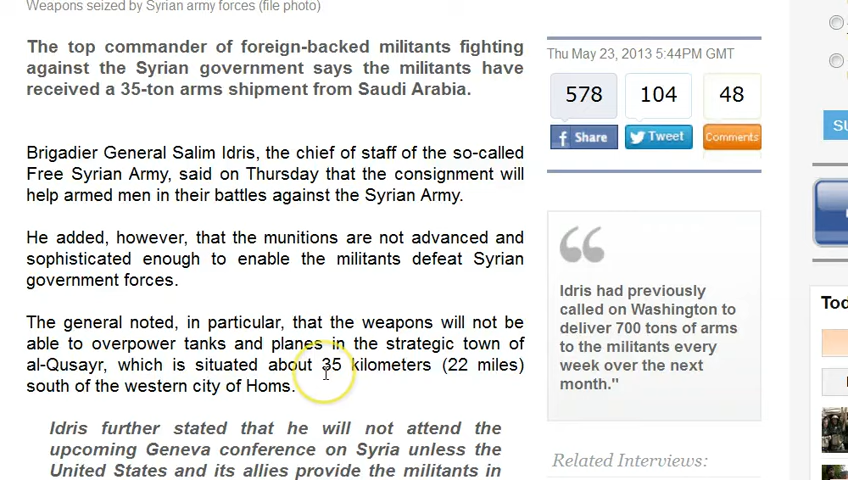 Weapons seized by Syrian army forces (file photo)
The top commander of foreign-backed militants fighting
against the Syrian government says the militants have
received a 35-ton arms shipment from Saudi Arabia.
Brigadier General Salim Idris, the chief of staff of the so-called
Free Syrian Army, said on Thursday that the consignment will
help armed men in their battles against the Syrian Army.
He added, however, that the munitions are not advanced and
sophisticated enough to enable the militants defeat Syrian
government forces.
The general noted, in particular, that the weapons will not be
able to overpower tanks and planes in the strategic town of
al-Qusayr, which is situated about 35 kilometers (22 miles)
south of the western city of Homs.
Idris further stated that he will not attend the
upcoming Geneva conference on Syria unless the
United States and its allies provide the militants in
Thu May 23, 2013 5:44PM GMT
578 104 48
f Share Tweet Comments
Idris had previously
called on Washington to
deliver 700 tons of arms
to the militants every
week over the next
month."
Related Interviews:
SU
Tod